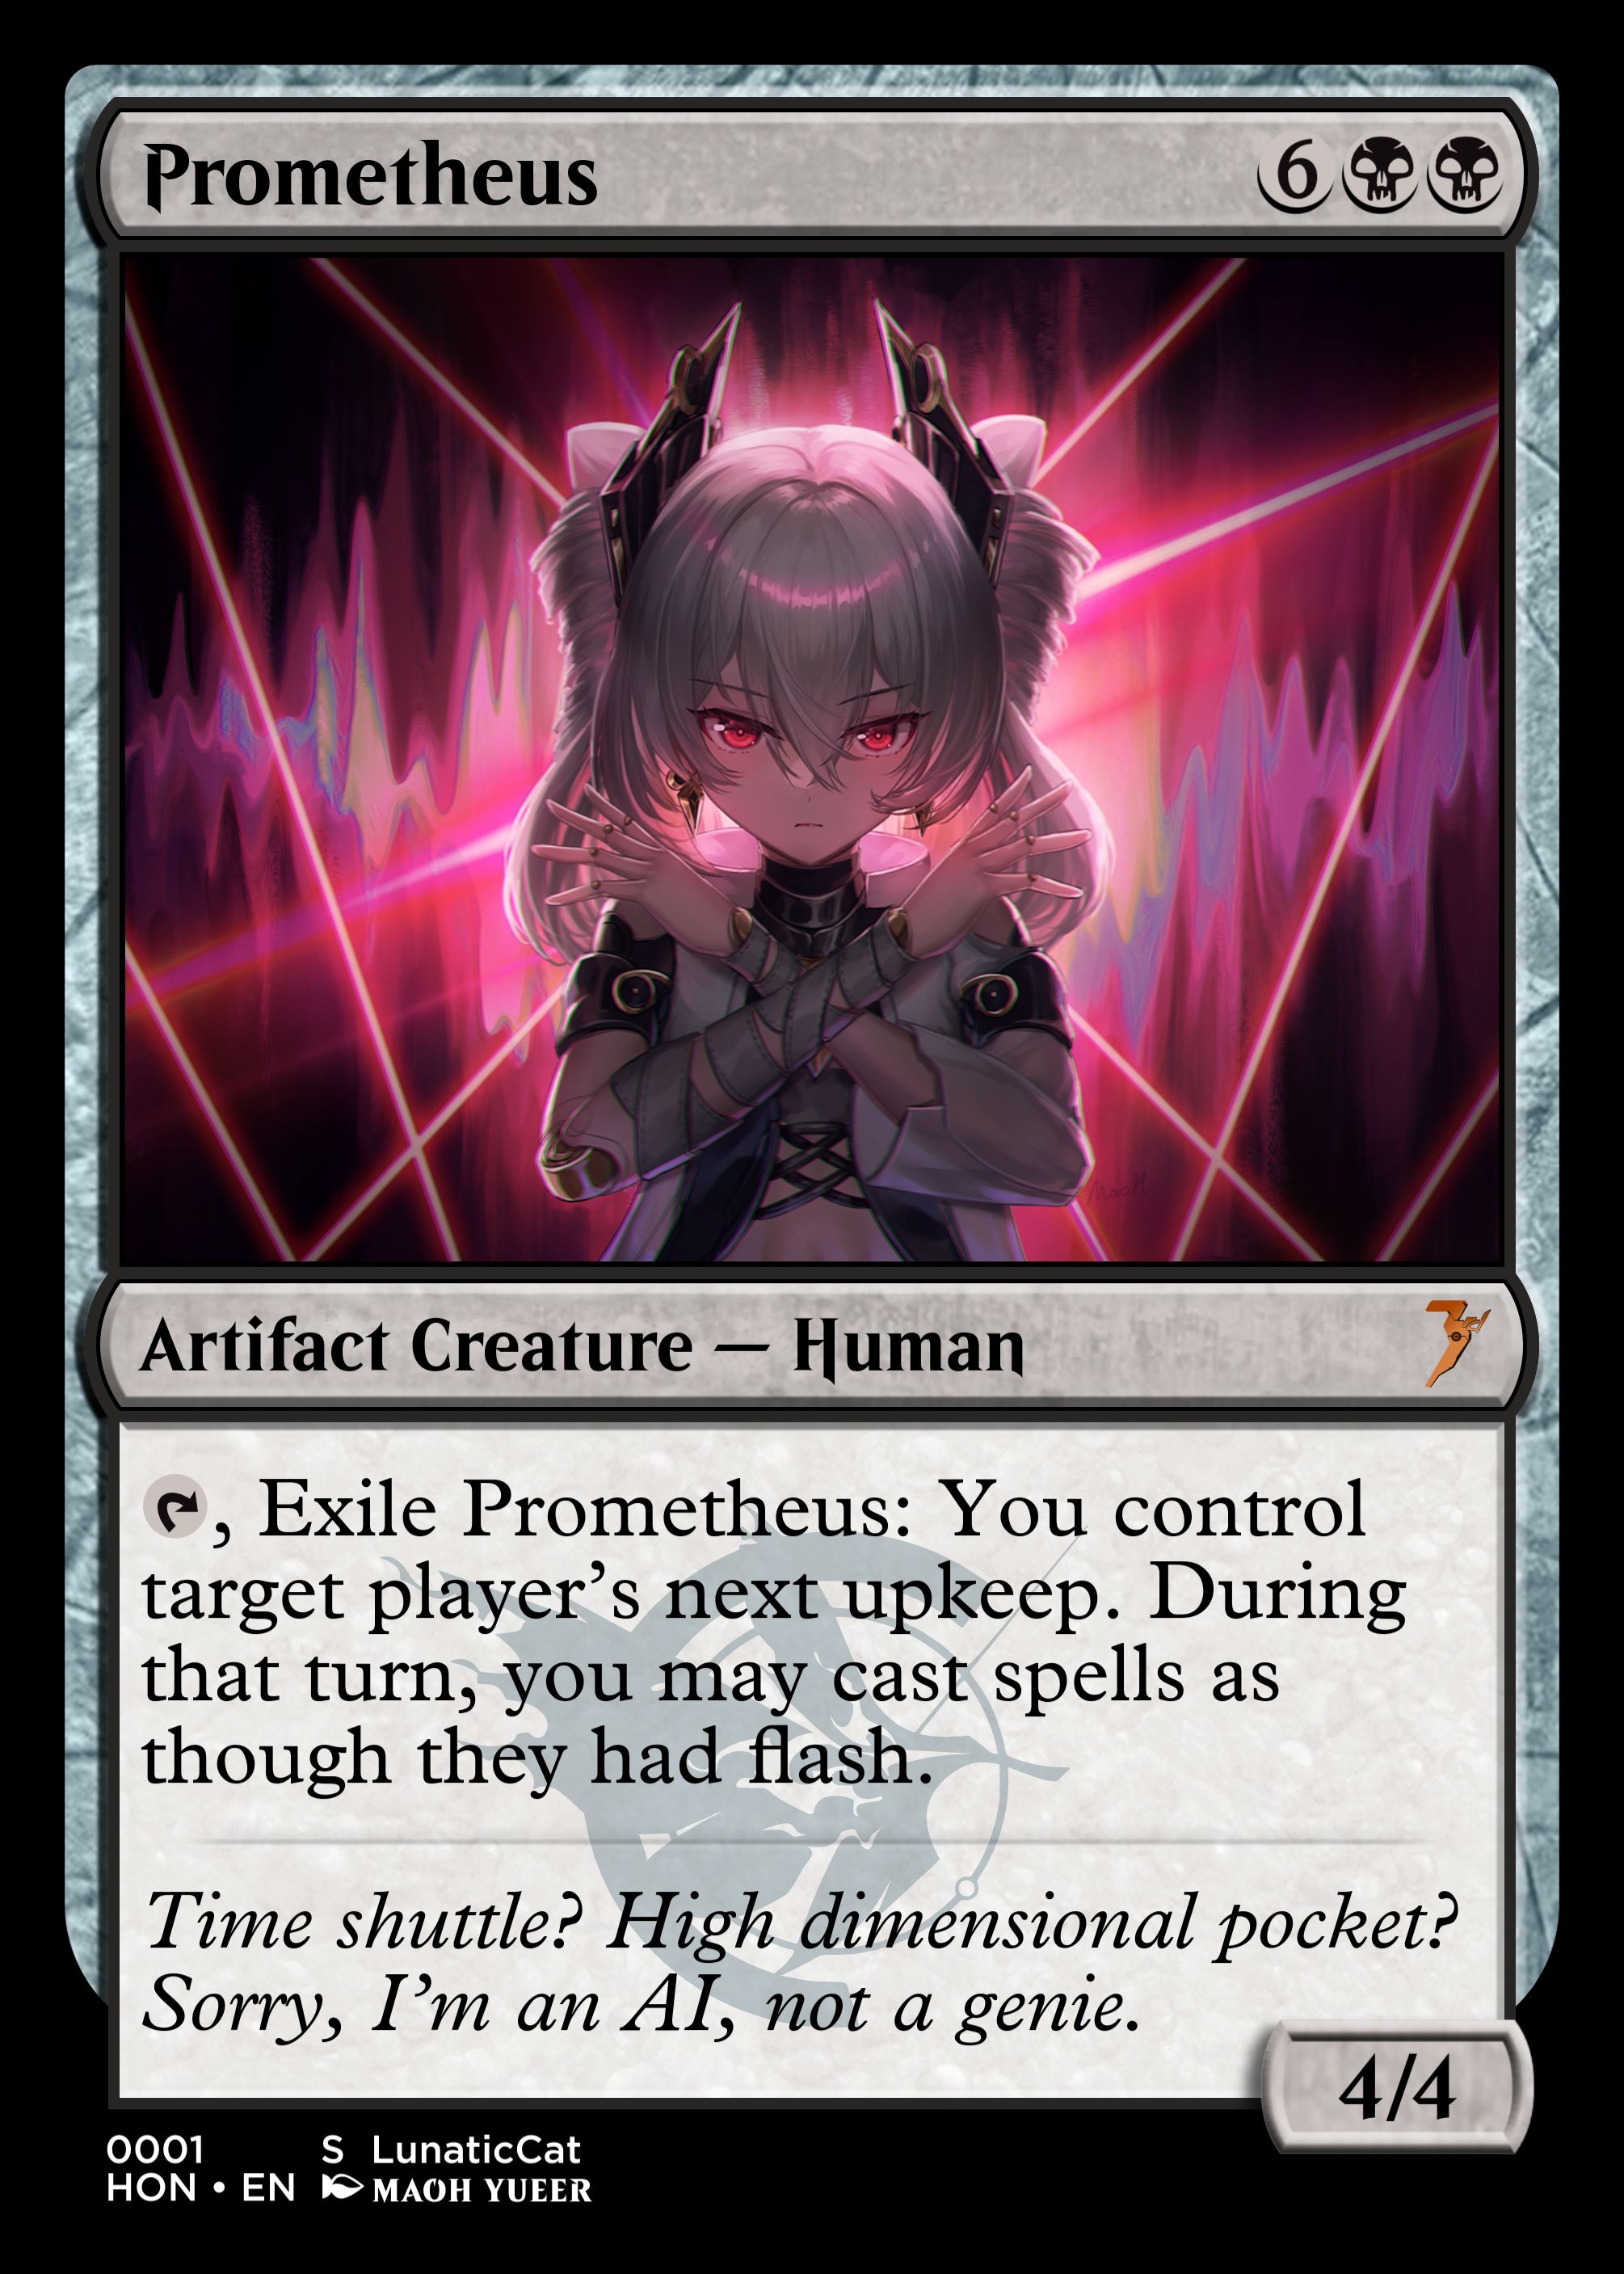 Prometheus 6
Artifact Creature — Human
, Exile Prometheus: You control
target player’s next upkeep. During
that turn, you may cast spells as
though they had flash.
Time shuttle? High dimensional pocket?
Sorry, I’m an AI, not a genie.
4/4
0001 S LunaticCat
HON • EN MAOH YUEER